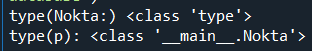 type(Nokta:) <class 'type'>
type(p): <class '__main__.Nokta'>